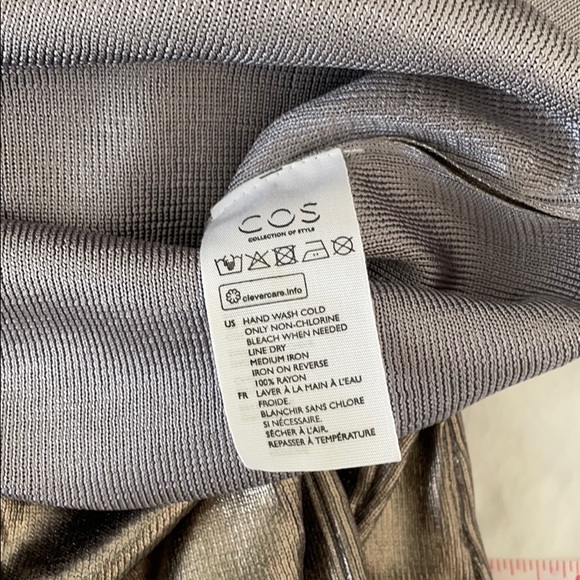 COS
COLLECTION OF STYLE
clevercare.info
US HAND WASH COLD
ONLY NON-CHLORINE
BLEACH WHEN NEEDED
LINE DRY
MEDIUM IRON
IRON ON REVERSE
100% RAYON
FR LAVER À LA MAIN À L'EAU
FROIDE.
BLANCHIR SANS CHLORE
SI NÉCESSAIRE.
SÉCHER À L'AIR.
REPASSER À TEMPÉRATURE